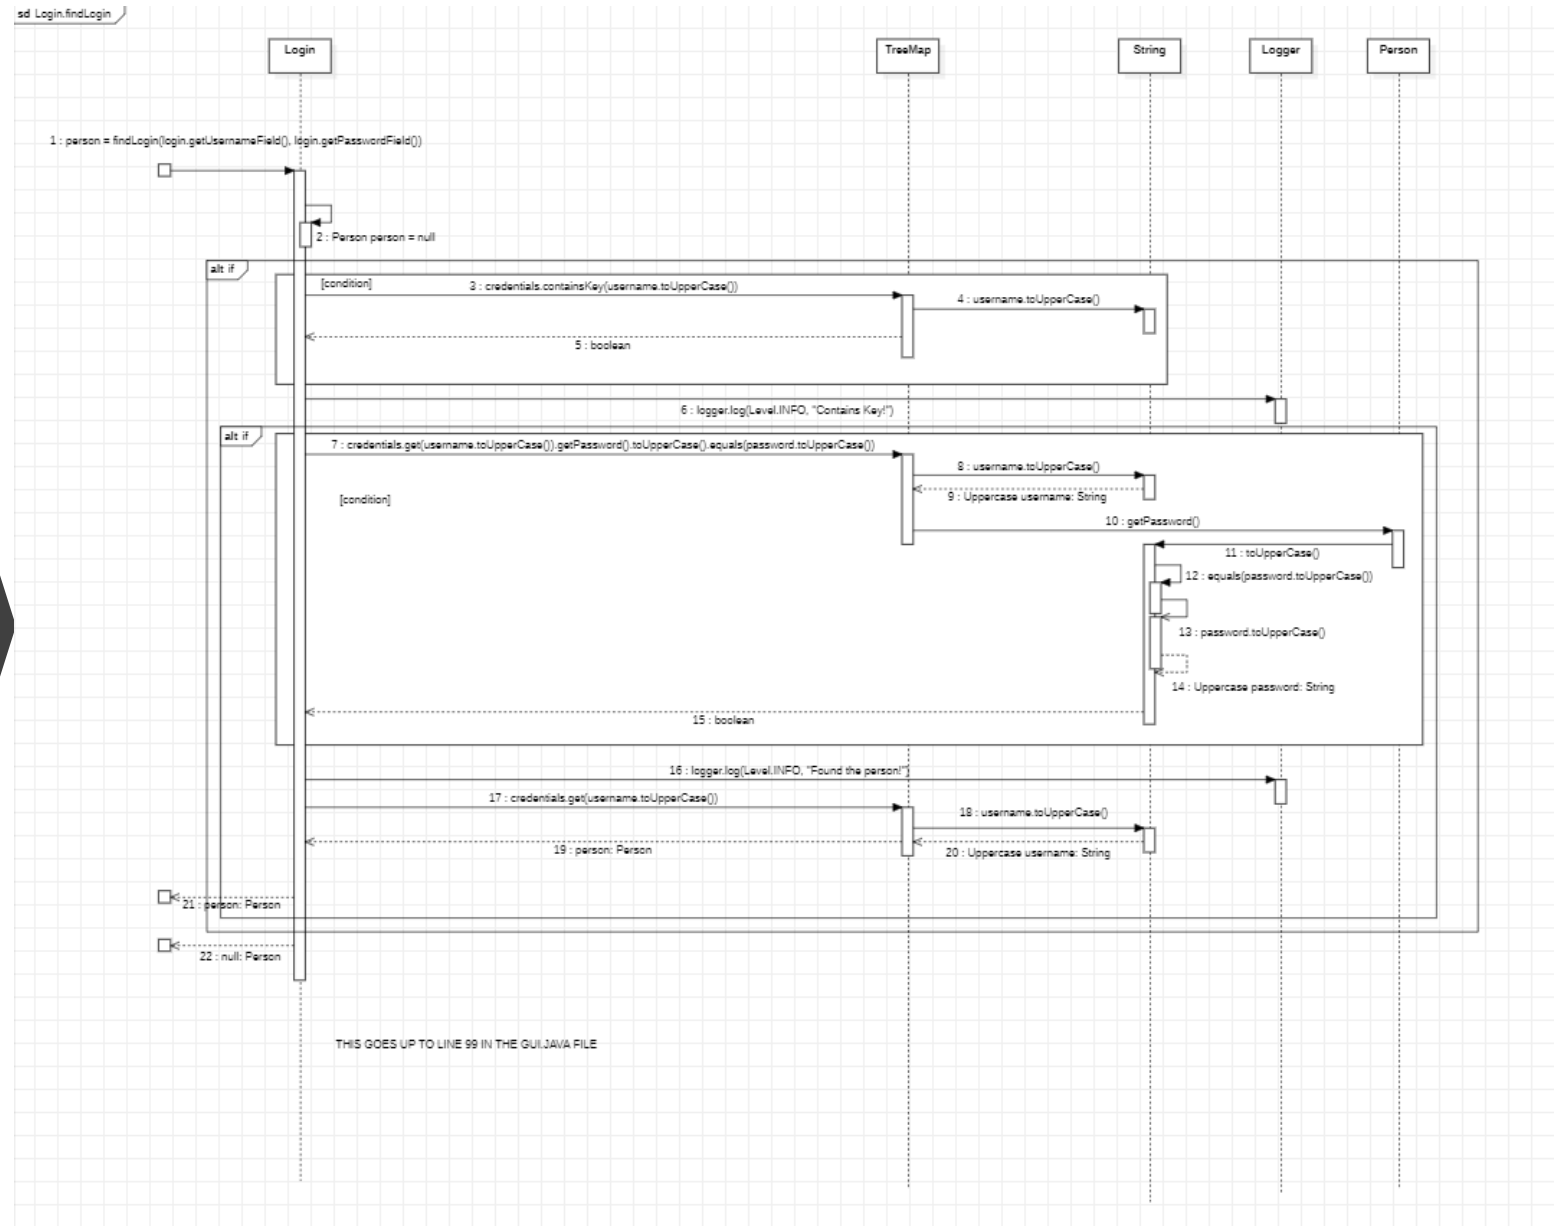 sd Login.findLogin
Login
TreeMap
String
Logger
Person
1 : person = findLogin(login.getUsernameField(), login.getPasswordField())
2 : Person person = null
alt if
[condition]
3 : credentials.containsKey(username.toUpperCase())
4 : username.toUpperCase()
5 : boolean
6 : logger.log(Level.INFO, "Contains Key!")
alt if
7 : credentials.get(username.toUpperCase()).getPassword().toUpperCase().equals(password.toUpperCase())
8 : username.toUpperCase()
[condition]
9 : Uppercase username: String
10 : getPassword()
11 : toUpperCase()
12 : equals(password.toUpperCase())
13 : password.toUpperCase()
14 : Uppercase password: String
15 : boolean
16 : logger.log(Level.INFO, "Found the person!")
17 : credentials.get(username.toUpperCase())
18 : username.toUpperCase()
19 : person: Person
20 : Uppercase username: String
21 : person: Person
22 : null: Person
THIS GOES UP TO LINE 99 IN THE GUI.JAVA FILE